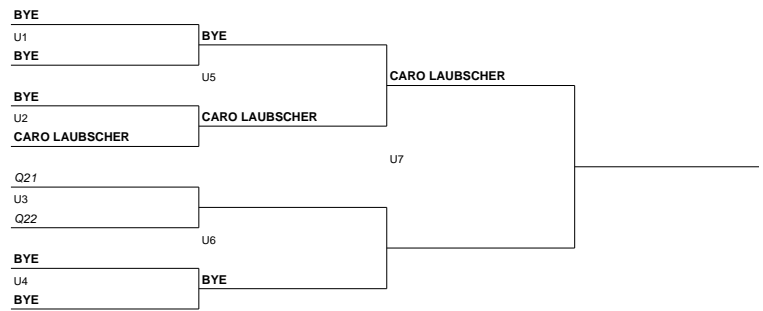 BYE
U1
BYE
BYE
U5
CARO LAUBSCHER
BYE
U2
CARO LAUBSCHER
CARO LAUBSCHER
U7
Q21
U3
Q22
U6
BYE
U4
BYE
BYE